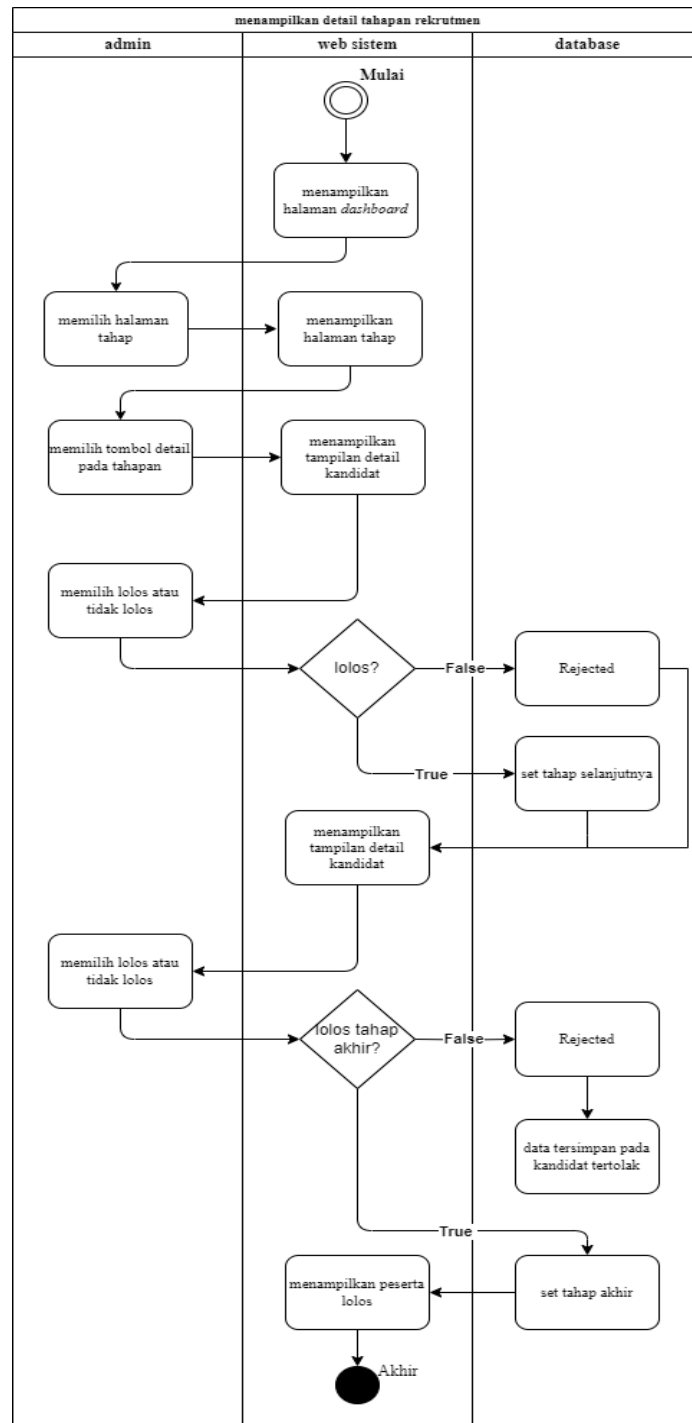 menampilkan detail tahapan rekrutmen
admin
web sistem
database
Mulai
menampilkan
halaman dashboard
memilih halaman
tahap
menampilkan
halaman tahap
memilih tombol detail
pada tahapan
menampilkan
tampilan detail
kandidat
memilih lolos atau
tidak lolos
lolos?
False
Rejected
True
set tahap selanjutnya
menampilkan
tampilan detail
kandidat
memilih lolos atau
tidak lolos
lolos tahap
akhir?
False
Rejected
data tersimpan pada
kandidat tertolak
True
menampilkan peserta
lolos
set tahap akhir
Akhir